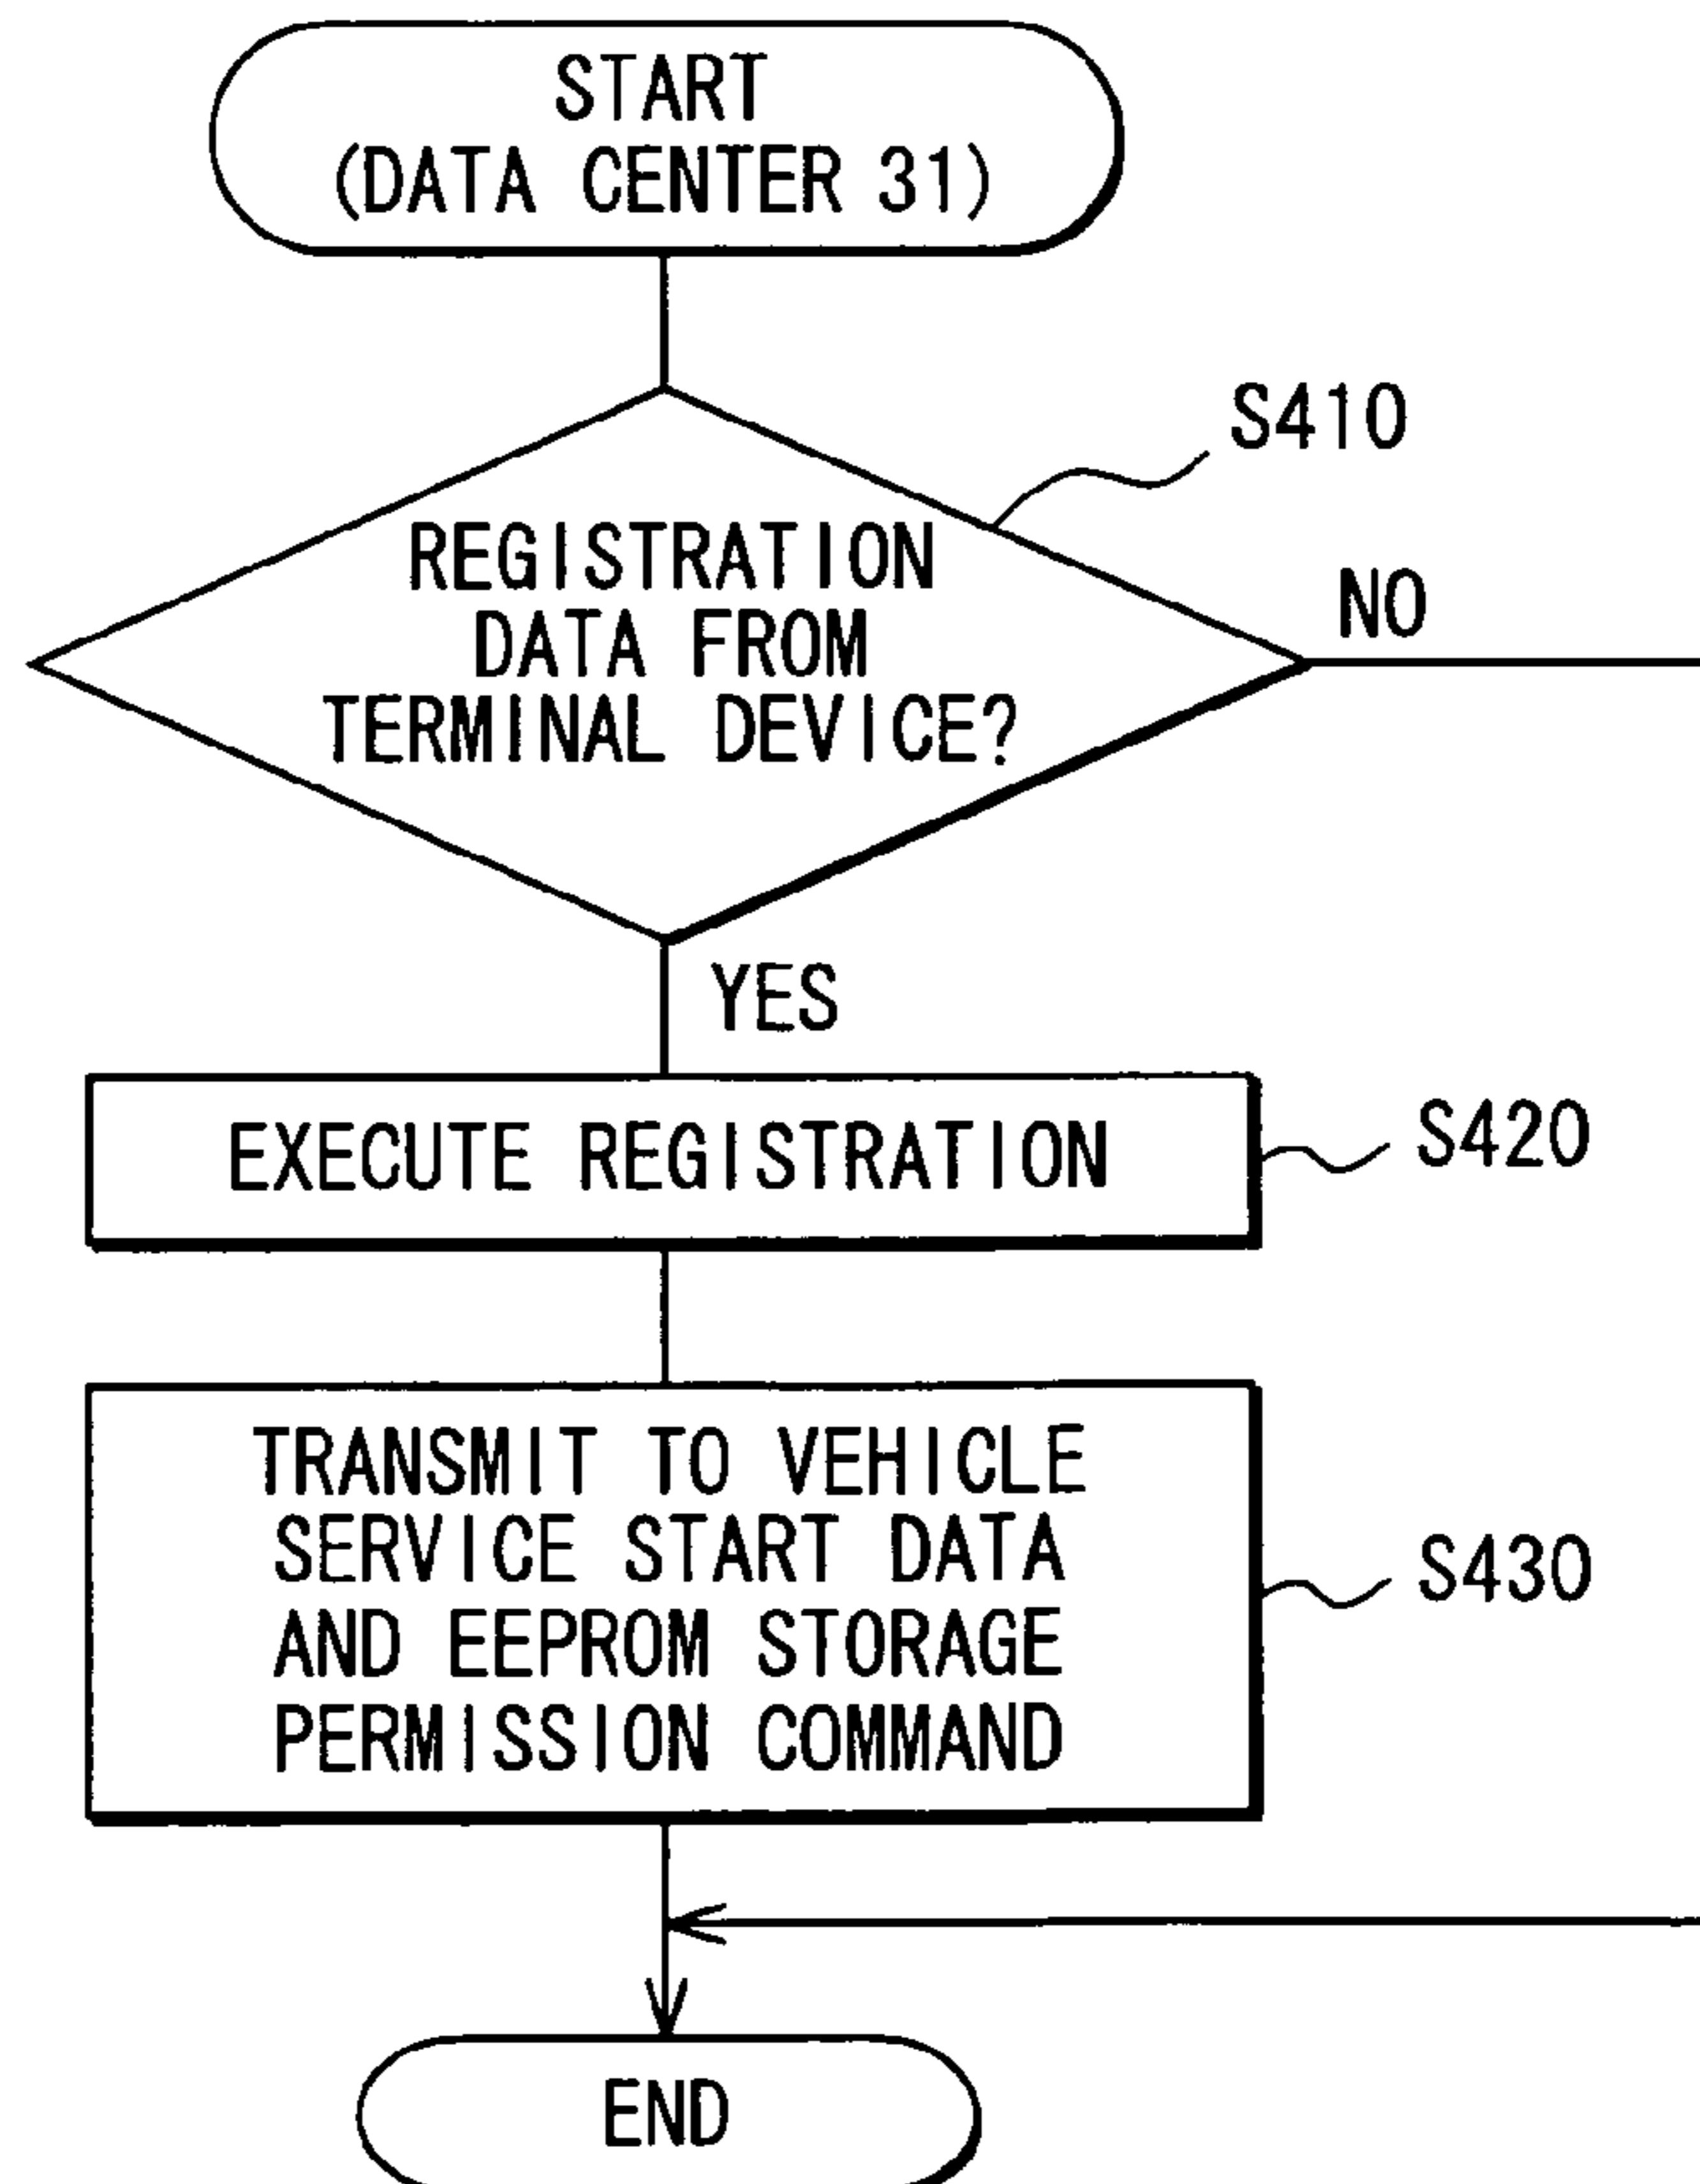 START
(DATA CENTER 31)
S410
REGISTRATION
DATA FROM
TERMINAL DEVICE?
NO
YES
EXECUTE REGISTRATION
S420
TRANSMIT TO VEHICLE
SERVICE START DATA
AND EEPROM STORAGE
PERMISSION COMMAND
S430
END